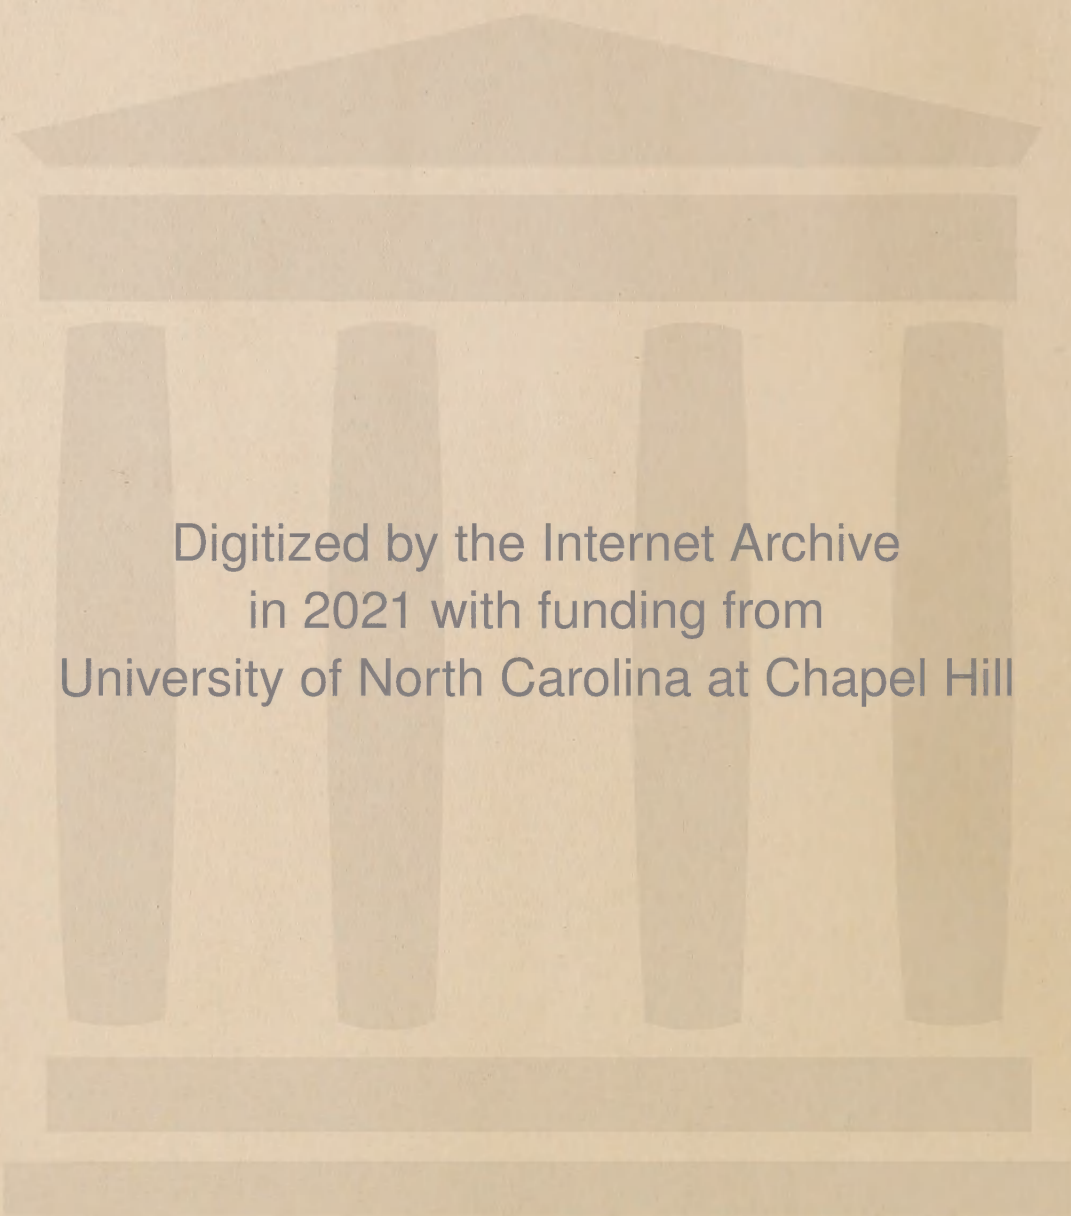 Digitized by the Internet Archive
in 2021 with funding from
University of North Carolina at Chapel Hill